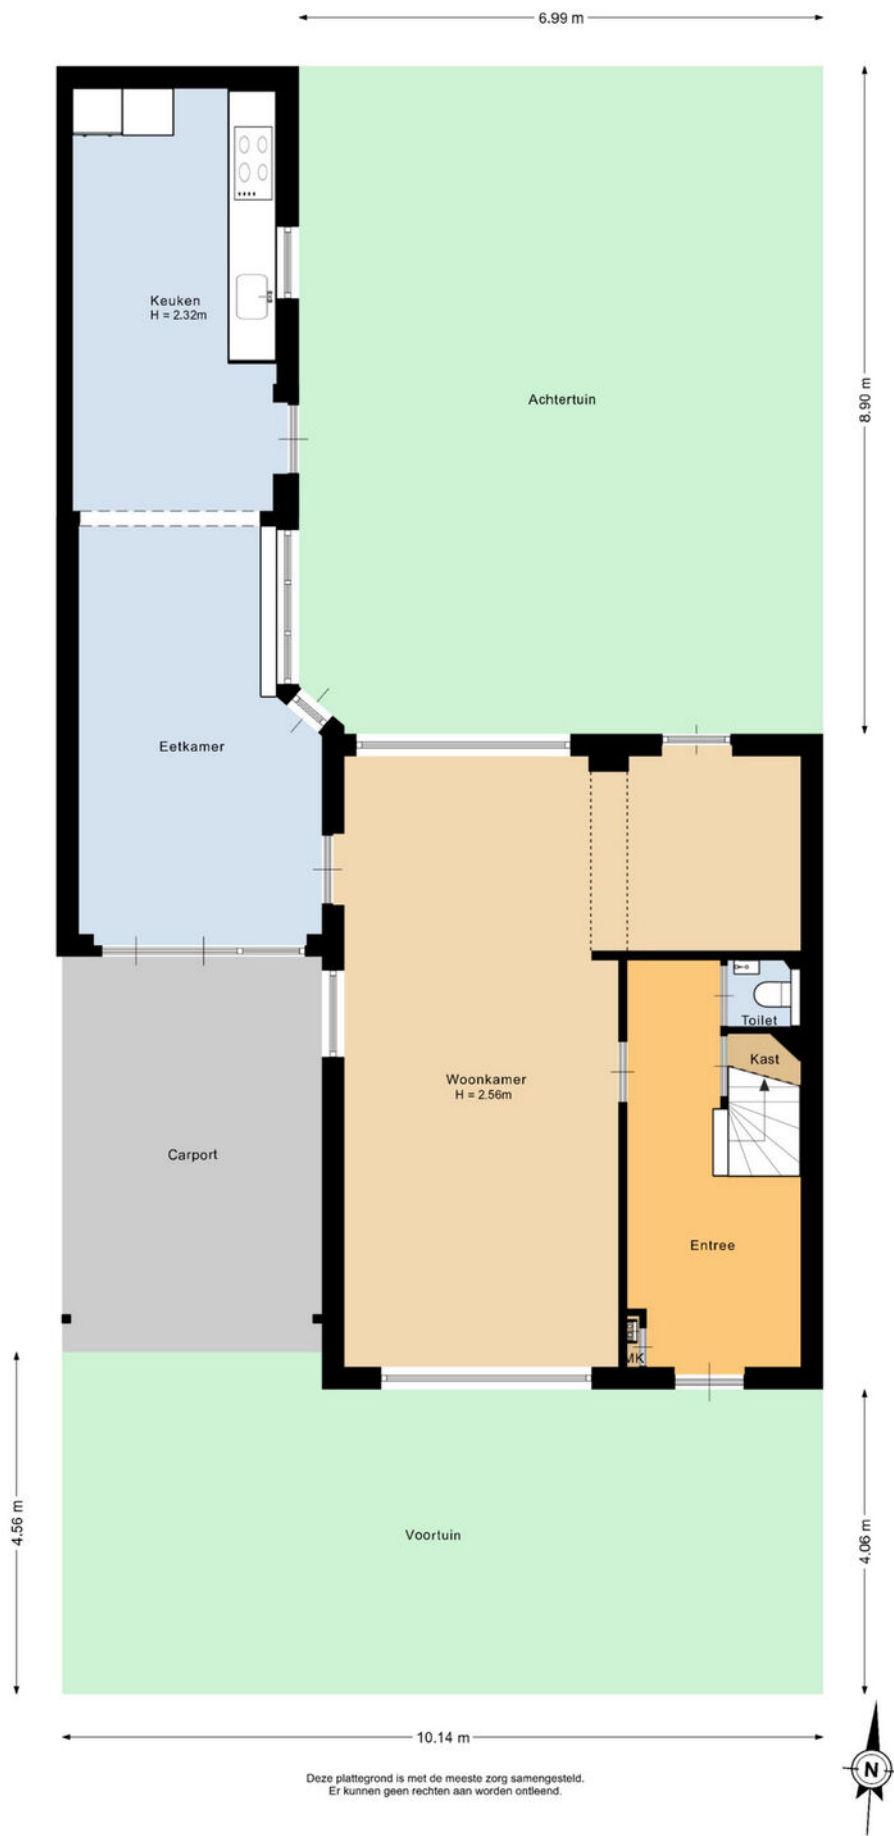 6.99 m
Keuken
H = 2.32m
Achtertuin
8.90 m
Eetkamer
Toilet
Kast
Woonkamer
H = 2.56m
Carport
Entree
MK
4.56 m
Voortuin
4.06 m
10.14 m
N
Deze plattegrond is met de meeste zorg samengesteld.
Er kunnen geen rechten aan worden ontleend.